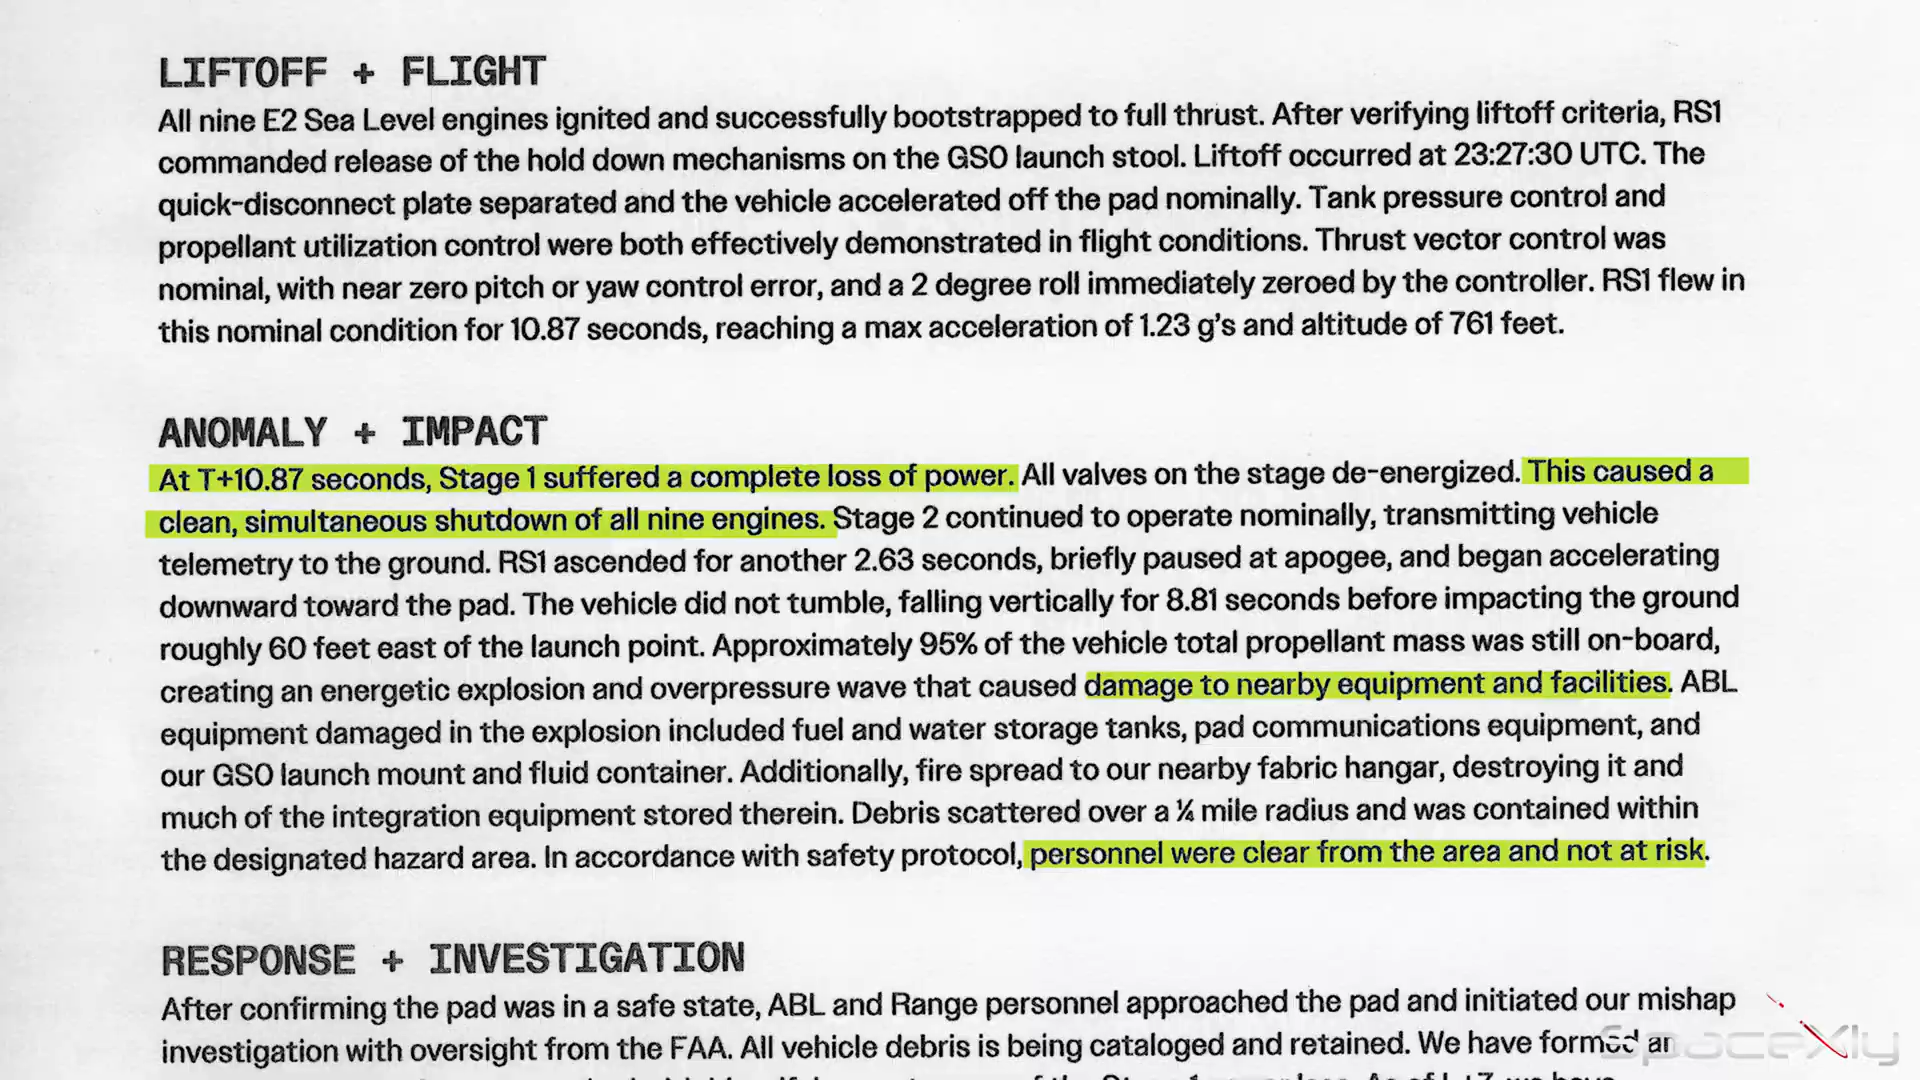 LIFTOFF + FLIGHT
All nine E2 Sea Level engines ignited and successfully bootstrapped to full thrust. After verifying liftoff criteria, RS1
commanded release of the hold down mechanisms on the GS0 launch stool. Liftoff occurred at 23:27:30 UTC. The
quick-disconnect plate separated and the vehicle accelerated off the pad nominally. Tank pressure control and
propellant utilization control were both effectively demonstrated in flight conditions. Thrust vector control was
nominal, with near zero pitch or yaw control error, and a 2 degree roll immediately zeroed by the controller. RS1 flew in
this nominal condition for 10.87 seconds, reaching a max acceleration of 1.23 g's and altitude of 761 feet.
ANOMALY + IMPACT
At T+10.87 seconds, Stage 1 suffered a complete loss of power. All valves on the stage de-energized. This caused a
clean, simultaneous shutdown of all nine engines. Stage 2 continued to operate nominally, transmitting vehicle
telemetry to the ground. RS1 ascended for another 2.63 seconds, briefly paused at apogee, and began accelerating
downward toward the pad. The vehicle did not tumble, falling vertically for 8.81 seconds before impacting the ground
roughly 60 feet east of the launch point. Approximately 95% of the vehicle total propellant mass was still on-board,
creating an energetic explosion and overpressure wave that caused damage to nearby equipment and facilities. ABL
equipment damaged in the explosion included fuel and water storage tanks, pad communications equipment, and
our GS0 launch mount and fluid container. Additionally, fire spread to our nearby fabric hangar, destroying it and
much of the integration equipment stored therein. Debris scattered over a ¼ mile radius and was contained within
the designated hazard area. In accordance with safety protocol, personnel were clear from the area and not at risk.
RESPONSE + INVESTIGATION
After confirming the pad was in a safe state, ABL and Range personnel approached the pad and initiated our mishap
investigation with oversight from the FAA. All vehicle debris is being cataloged and retained. We have formed an
SpaceXly